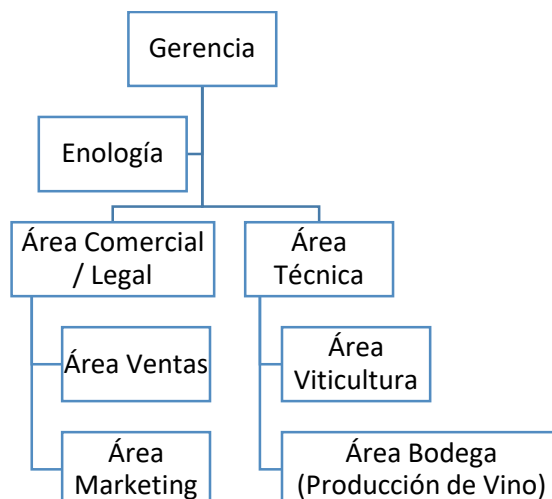 Gerencia
Enología
Área Comercial
/ Legal
Área
Técnica
Área Ventas
Área
Viticultura
Área
Marketing
Área Bodega
(Producción de Vino)